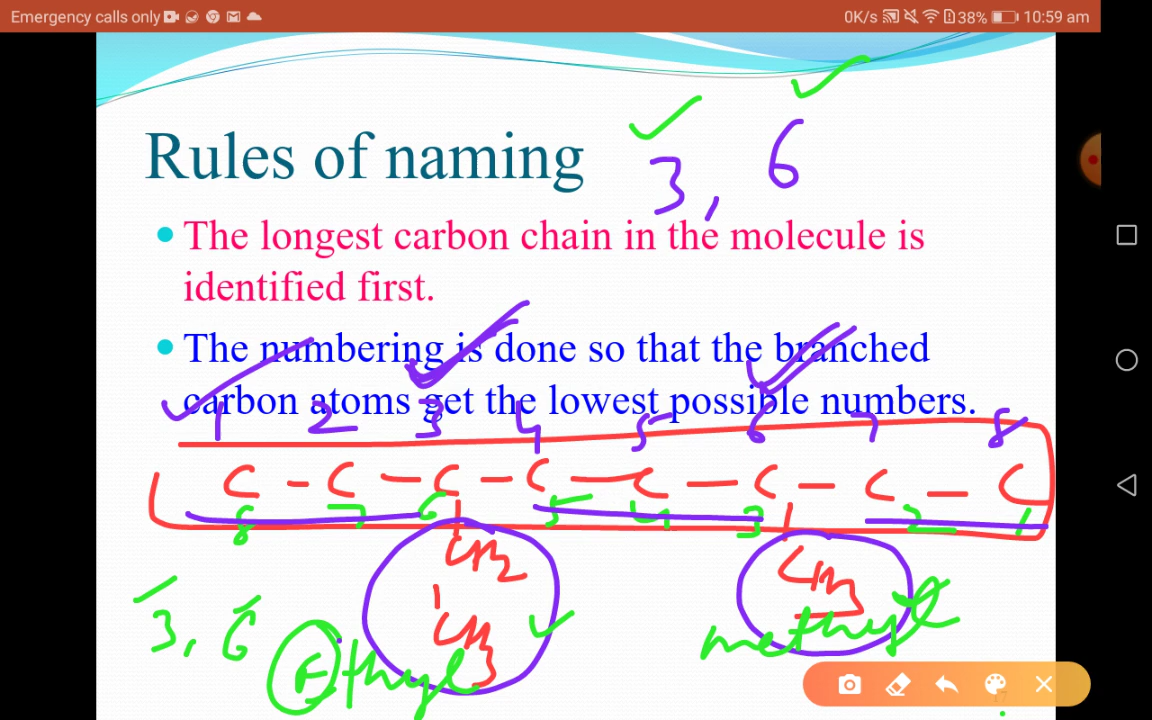 Emergency calls only 0K/s 38% 10:59 am
3, 6
Rules of naming
The longest carbon chain in the molecule is
identified first.
The numbering is done so that the branched
carbon atoms get the lowest possible numbers.
1 2 3 4 5 6 7 8
C - C - C - C - C - C - C - C
8 7 6 5 4 3 2 1
CH2 CH3
CH3
3, 6 Ethyl methyl
17